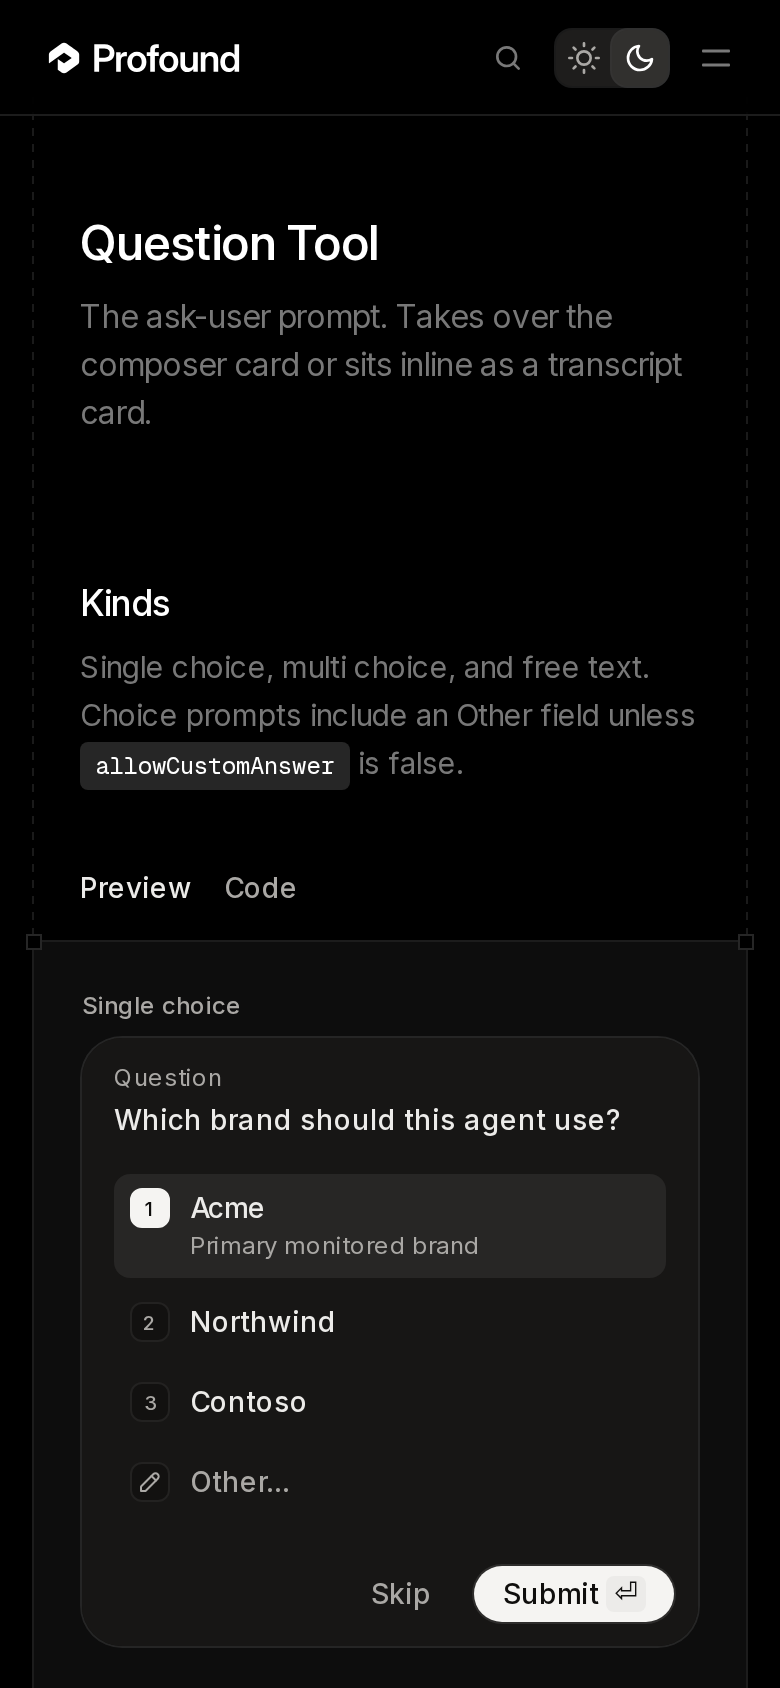 Profound
Question Tool
The ask-user prompt. Takes over the
composer card or sits inline as a transcript
card.
Kinds
Single choice, multi choice, and free text.
Choice prompts include an Other field unless
allowCustomAnswer is false.
Preview Code
Single choice
Question
Which brand should this agent use?
1 Acme
Primary monitored brand
2 Northwind
3 Contoso
Other...
Skip Submit ⏎